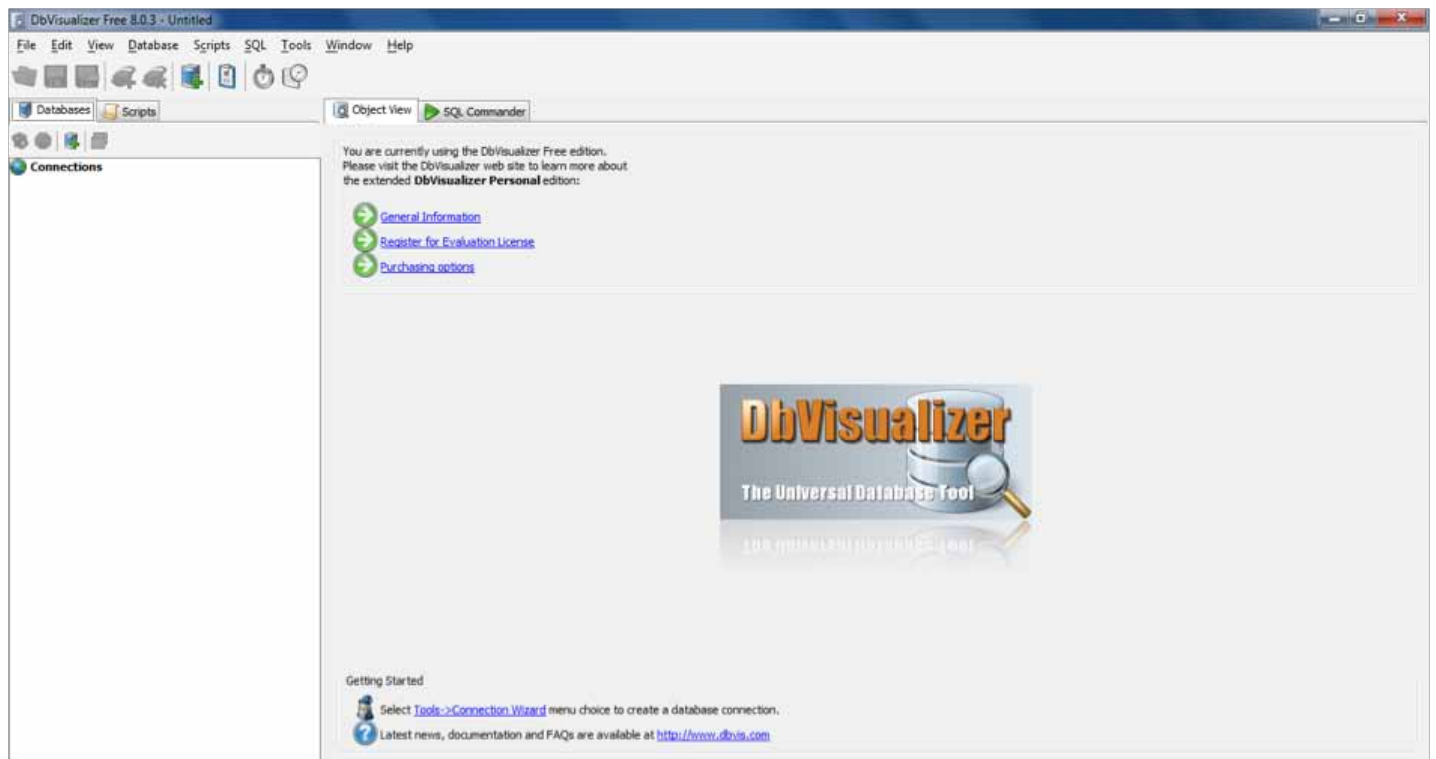 DbVisualizer Free 8.0.3 - Untitled
File Edit View Database Scripts SQL Tools Window Help
Databases Scripts
Object View SQL Commander
Connections
You are currently using the DbVisualizer Free edition.
Please visit the DbVisualizer web site to learn more about
the extended DbVisualizer Personal edition:
General Information
Register for Evaluation License
Purchasing options
DbVisualizer
The Universal Database Tool
Getting Started
Select Tools->Connection Wizard menu choice to create a database connection.
Latest news, documentation and FAQs are available at http://www.dbvis.com